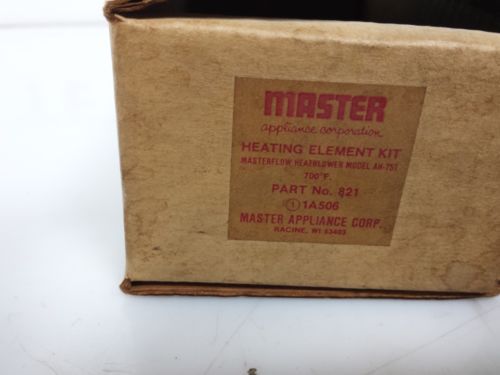 MASTER
appliance corporation
HEATING ELEMENT KIT
MASTERFLOW HEATBLOWER MODEL AH-751
700°F.
PART No. 821
① 1A506
MASTER APPLIANCE CORP.
RACINE, WI 53403